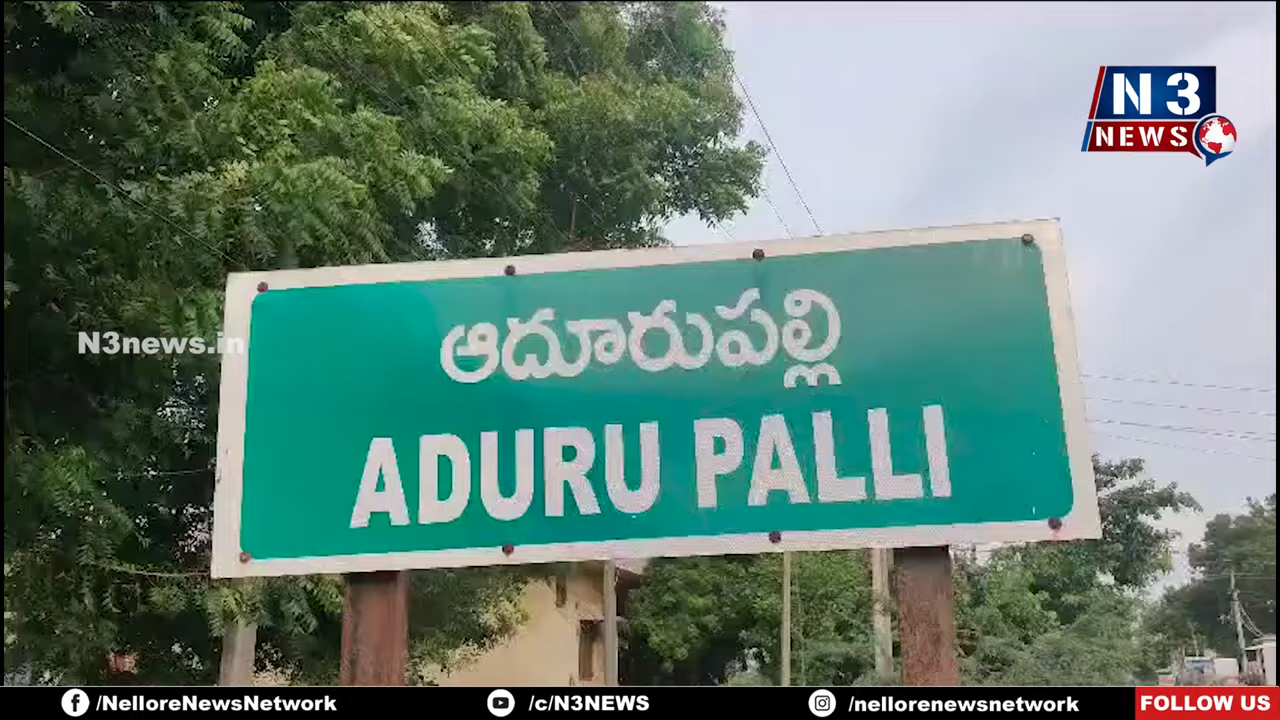 N3
NEWS
N3news.in
ఆదూరుపల్లి
ADURU PALLI
/NelloreNewsNetwork
/c/N3NEWS
/nellorenewsnetwork
FOLLOW US